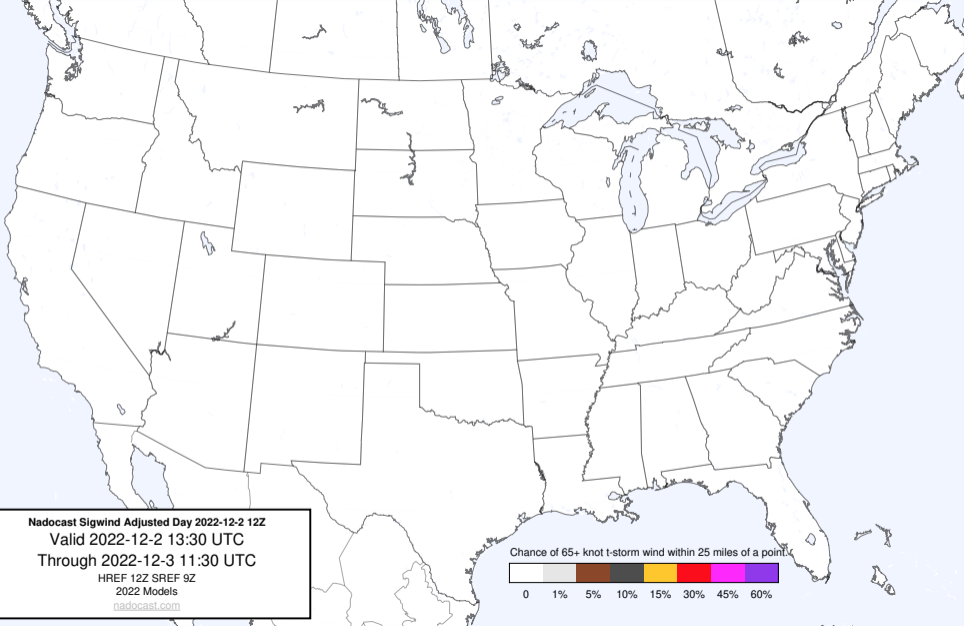 Nadocast Sigwind Adjusted Day 2022-12-2 12Z
Valid 2022-12-2 13:30 UTC
Through 2022-12-3 11:30 UTC
HREF 12Z SREF 9Z
2022 Models
nadocast.com
Chance of 65+ knot t-storm wind within 25 miles of a point.
0 1% 5% 10% 15% 30% 45% 60%